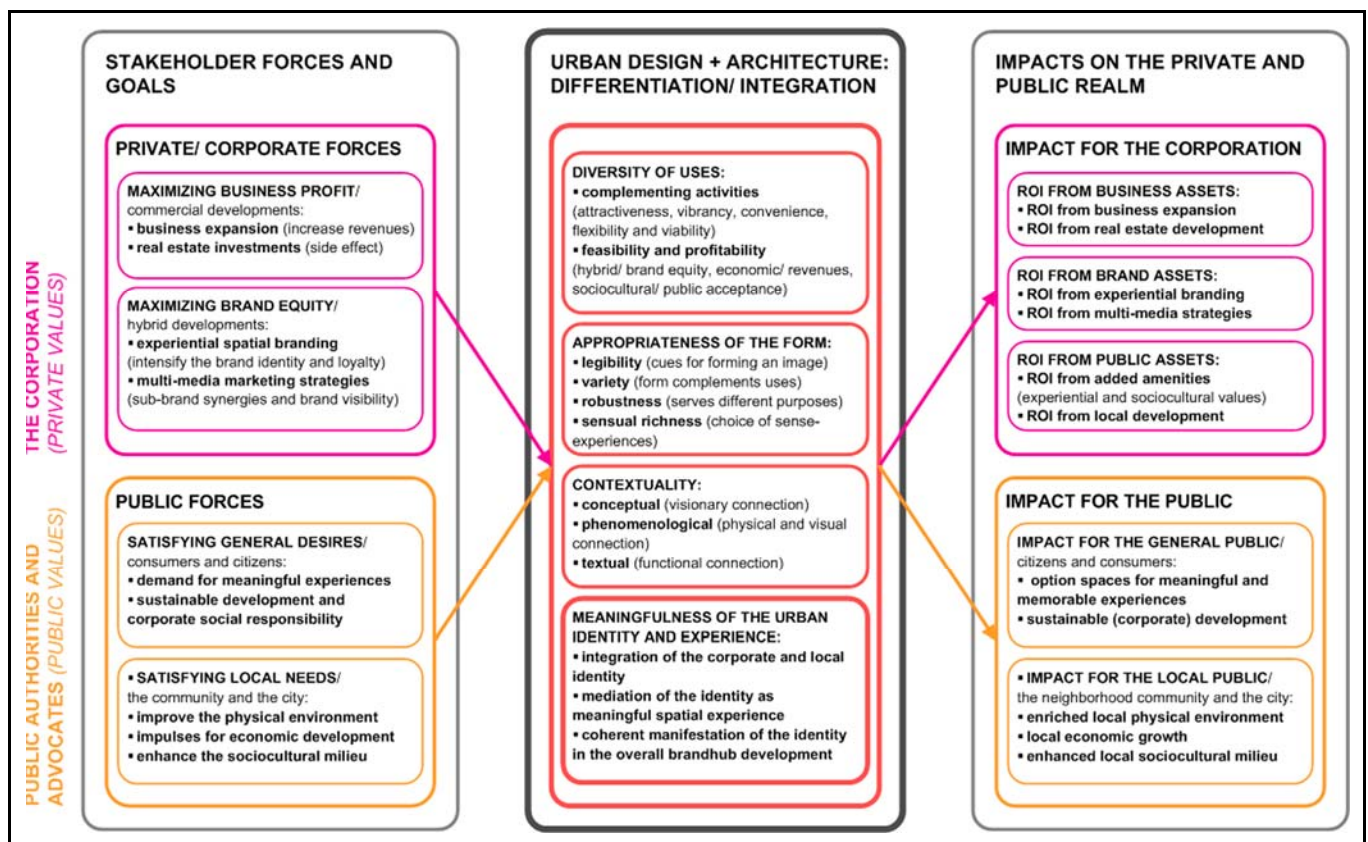 THE CORPORATION
(PRIVATE VALUES)
PUBLIC AUTHORITIES AND
ADVOCATES (PUBLIC VALUES)
STAKEHOLDER FORCES AND
GOALS
PRIVATE/ CORPORATE FORCES
MAXIMIZING BUSINESS PROFIT/
commercial developments:
▪ business expansion (increase revenues)
▪ real estate investments (side effect)
MAXIMIZING BRAND EQUITY/
hybrid developments:
▪ experiential spatial branding
(intensify the brand identity and loyalty)
▪ multi-media marketing strategies
(sub-brand synergies and brand visibility)
PUBLIC FORCES
SATISFYING GENERAL DESIRES/
consumers and citizens:
▪ demand for meaningful experiences
▪ sustainable development and
corporate social responsibility
▪ SATISFYING LOCAL NEEDS/
the community and the city:
▪ improve the physical environment
▪ impulses for economic development
▪ enhance the sociocultural milieu
URBAN DESIGN + ARCHITECTURE:
DIFFERENTIATION/ INTEGRATION
DIVERSITY OF USES:
▪ complementing activities
(attractiveness, vibrancy, convenience,
flexibility and viability)
▪ feasibility and profitability
(hybrid/ brand equity, economic/ revenues,
sociocultural/ public acceptance)
APPROPRIATENESS OF THE FORM:
▪ legibility (cues for forming an image)
▪ variety (form complements uses)
▪ robustness (serves different purposes)
▪ sensual richness (choice of sense-
experiences)
CONTEXTUALITY:
▪ conceptual (visionary connection)
▪ phenomenological (physical and visual
connection)
▪ textual (functional connection)
MEANINGFULNESS OF THE URBAN
IDENTITY AND EXPERIENCE:
▪ integration of the corporate and local
identity
▪ mediation of the identity as
meaningful spatial experience
▪ coherent manifestation of the identity
in the overall brandhub development
IMPACTS ON THE PRIVATE AND
PUBLIC REALM
IMPACT FOR THE CORPORATION
ROI FROM BUSINESS ASSETS:
▪ ROI from business expansion
▪ ROI from real estate development
ROI FROM BRAND ASSETS:
▪ ROI from experiential branding
▪ ROI from multi-media strategies
ROI FROM PUBLIC ASSETS:
▪ ROI from added amenities
(experiential and sociocultural values)
▪ ROI from local development
IMPACT FOR THE PUBLIC
IMPACT FOR THE GENERAL PUBLIC/
citizens and consumers:
▪ option spaces for meaningful and
memorable experiences
▪ sustainable (corporate) development
▪ IMPACT FOR THE LOCAL PUBLIC/
the neighborhood community and the city:
▪ enriched local physical environment
▪ local economic growth
▪ enhanced local sociocultural milieu